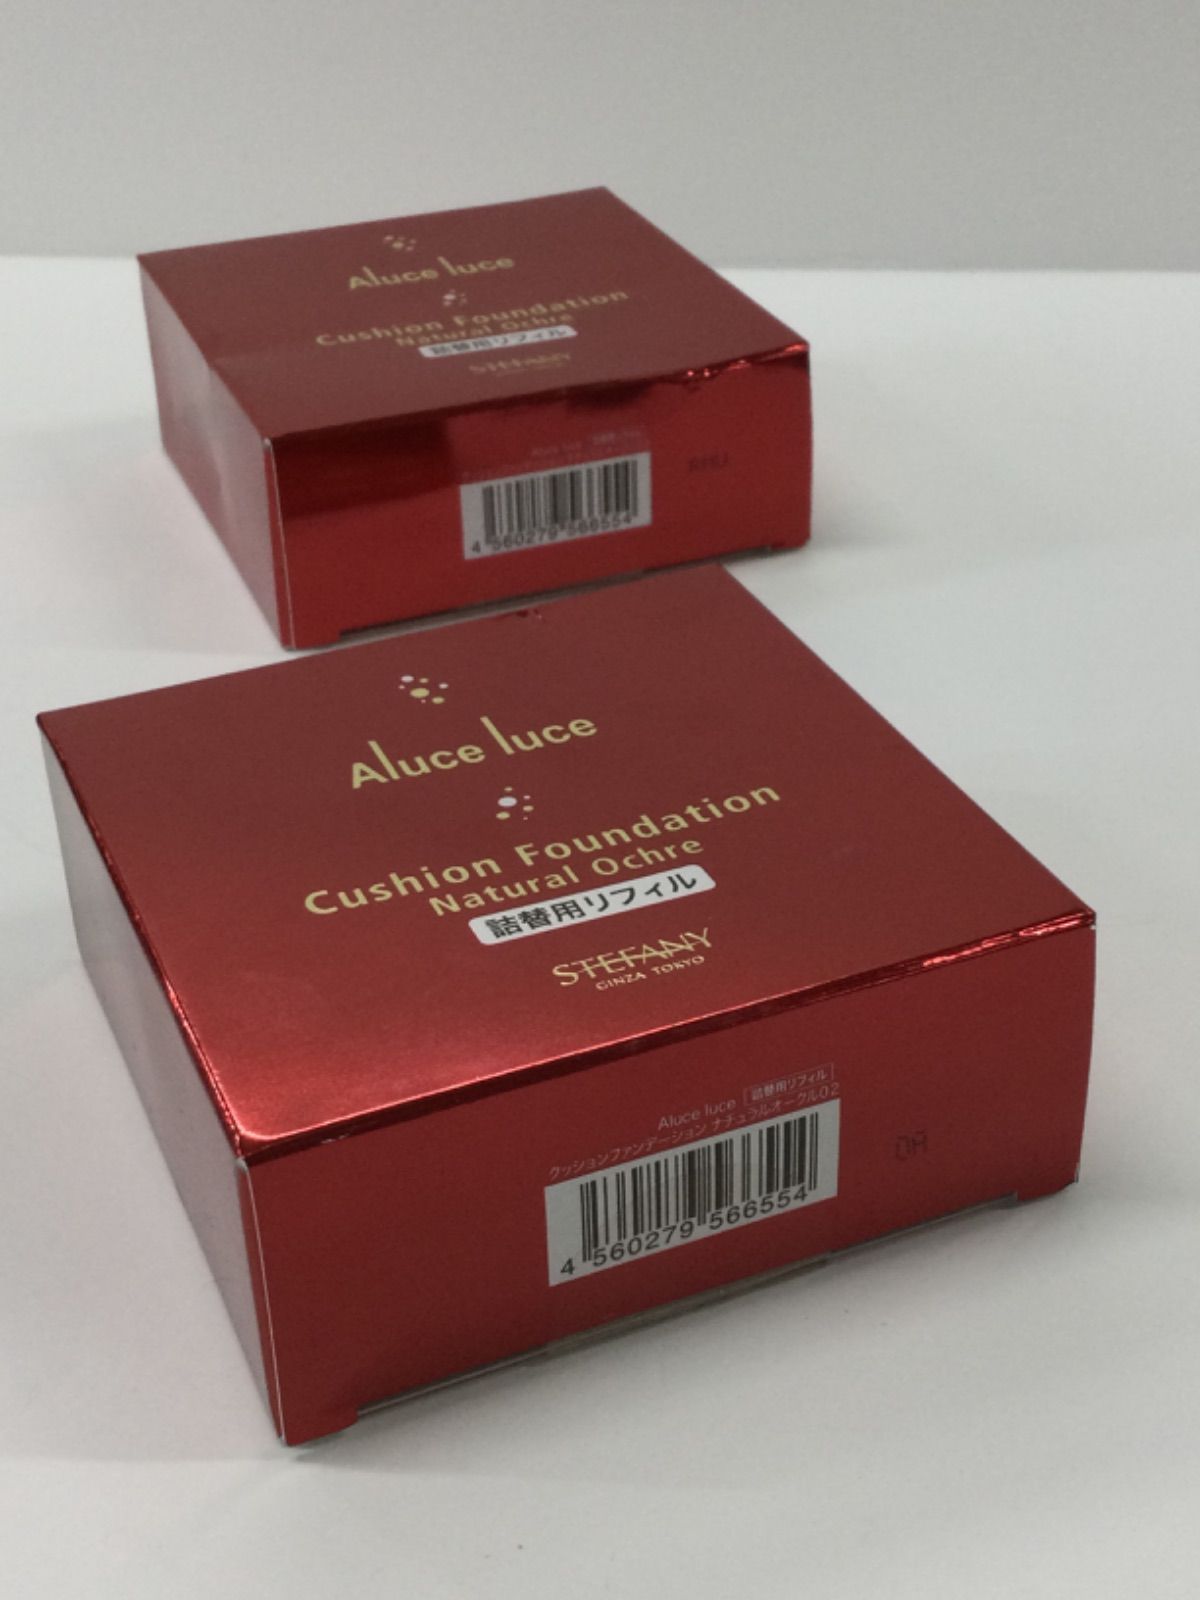 Aluce luce
Cushion Foundation
Natural Ochre
詰替用リフィル
STEFANY
4 560279 566554
Aluce luce
Cushion Foundation
Natural Ochre
詰替用リフィル
STEFANY
GINZA TOKYO
Aluce luce 詰替用リフィル
クッションファンデーション ナチュラルオークル02
4 560279 566554